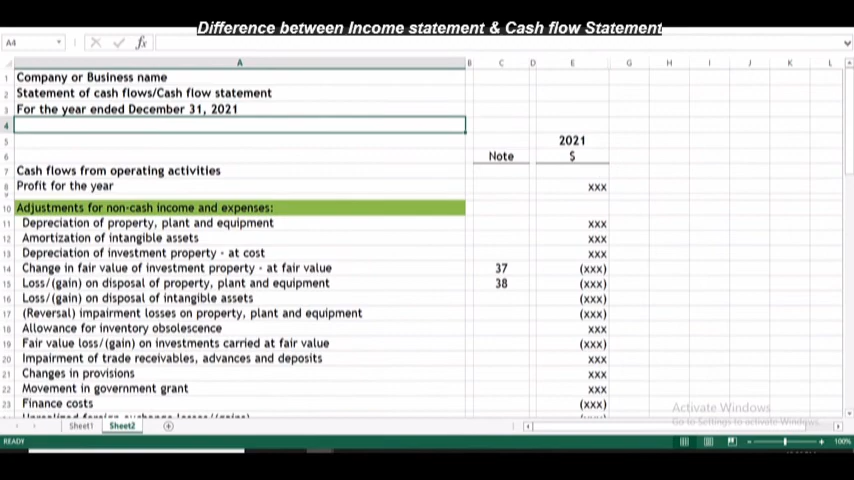 Difference between Income statement & Cash flow Statement
A4 fx
A B C D E G H I J K L
1 Company or Business name
2 Statement of cash flows/Cash flow statement
3 For the year ended December 31, 2021
4
5 2021
6 Note $
7 Cash flows from operating activities
8 Profit for the year xxx
9
10 Adjustments for non-cash income and expenses:
11 Depreciation of property, plant and equipment xxx
12 Amortization of intangible assets xxx
13 Depreciation of investment property - at cost xxx
14 Change in fair value of investment property - at fair value 37 (xxx)
15 Loss/(gain) on disposal of property, plant and equipment 38 (xxx)
16 Loss/(gain) on disposal of intangible assets (xxx)
17 (Reversal) impairment losses on property, plant and equipment (xxx)
18 Allowance for inventory obsolescence xxx
19 Fair value loss/(gain) on investments carried at fair value (xxx)
20 Impairment of trade receivables, advances and deposits xxx
21 Changes in provisions xxx
22 Movement in government grant xxx
23 Finance costs (xxx)
Activate Windows
Go to Settings to activate Windows.
Sheet1 Sheet2
READY 100%